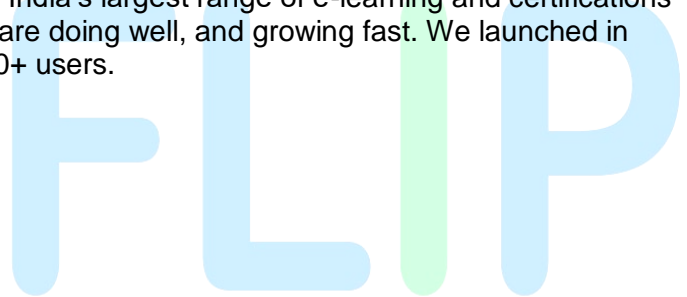 India's largest range of e-learning and certifications
are doing well, and growing fast. We launched in
0+ users.
FLIP